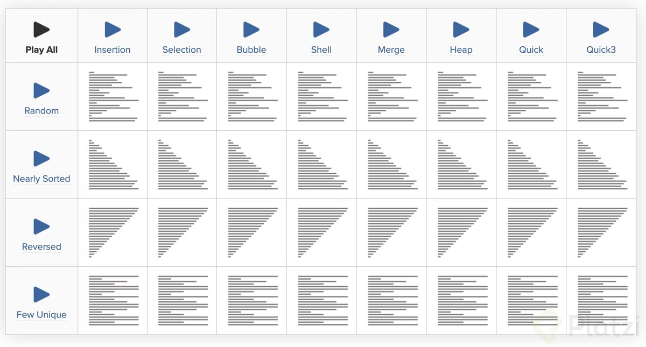 Play All
Insertion
Selection
Bubble
Shell
Merge
Heap
Quick
Quick3
Random
Nearly Sorted
Reversed
Few Unique
Platzi